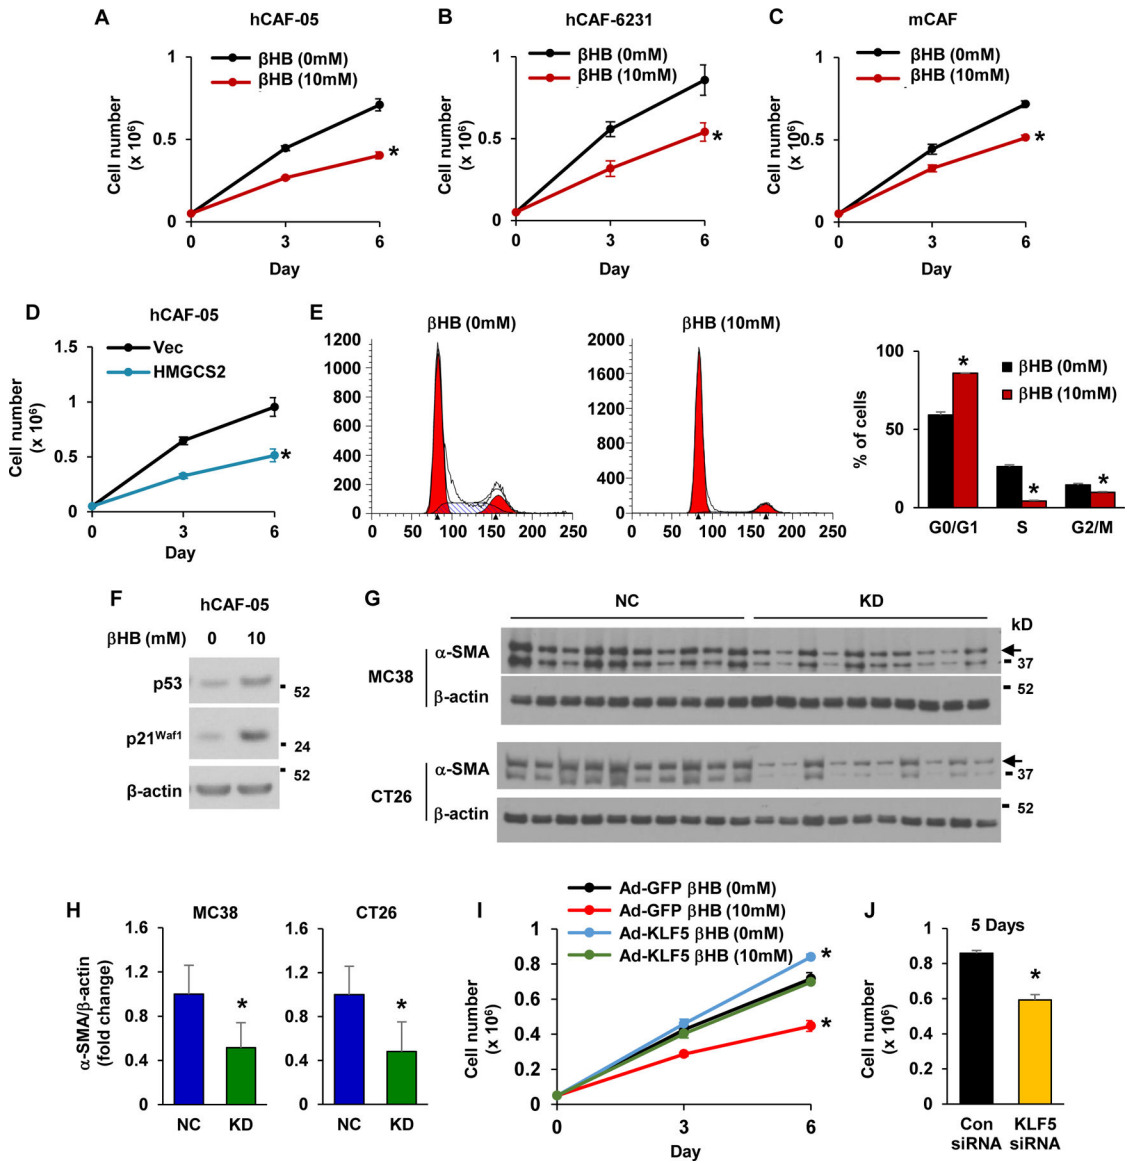 A
hCAF-05
βHB (0mM)
βHB (10mM)
Cell number
(x 10⁶)
1
0.5
0
0 3 6
Day
B
hCAF-6231
βHB (0mM)
βHB (10mM)
Cell number
(x 10⁶)
1
0.5
0
0 3 6
Day
C
mCAF
βHB (0mM)
βHB (10mM)
Cell number
(x 10⁶)
1
0.5
0
0 3 6
Day
*
*
*
D
hCAF-05
Vec
HMGCS2
Cell number
(x 10⁶)
1.5
1
0.5
0
0 3 6
Day
*
E
βHB (0mM)
1200
1000
800
600
400
200
0
0 50 100 150 200 250
βHB (10mM)
2000
1600
1200
800
400
0
0 50 100 150 200 250
% of cells
100
50
0
βHB (0mM)
βHB (10mM)
* * *
G0/G1 S G2/M
F
hCAF-05
βHB (mM) 0 10
p53
52
p21Waf1
24
52
β-actin
G
NC KD
kD
MC38
α-SMA
37
52
β-actin
CT26
α-SMA
37
52
β-actin
H
MC38
α-SMA/β-actin
(fold change)
1.6
1.2
0.8
0.4
0
*
NC KD
CT26
1.6
1.2
0.8
0.4
0
*
NC KD
I
Ad-GFP βHB (0mM)
Ad-GFP βHB (10mM)
Ad-KLF5 βHB (0mM)
Ad-KLF5 βHB (10mM)
Cell number
(x 10⁶)
1
0.8
0.6
0.4
0.2
0
0 3 6
Day
*
*
J
5 Days
Cell number
(x 10⁶)
1
0.8
0.6
0.4
0.2
0
*
Con KLF5
siRNA siRNA